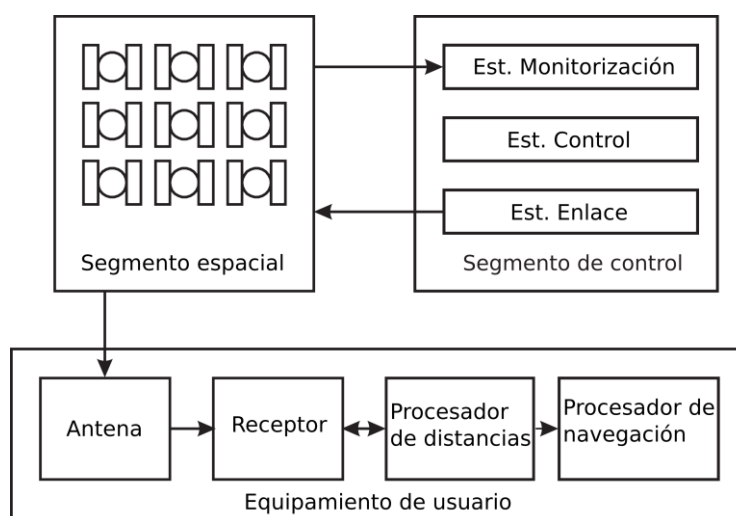 Est. Monitorización
Est. Control
Est. Enlace
Segmento espacial
Segmento de control
Antena
Receptor
Procesador
de distancias
Procesador de
navegación
Equipamiento de usuario